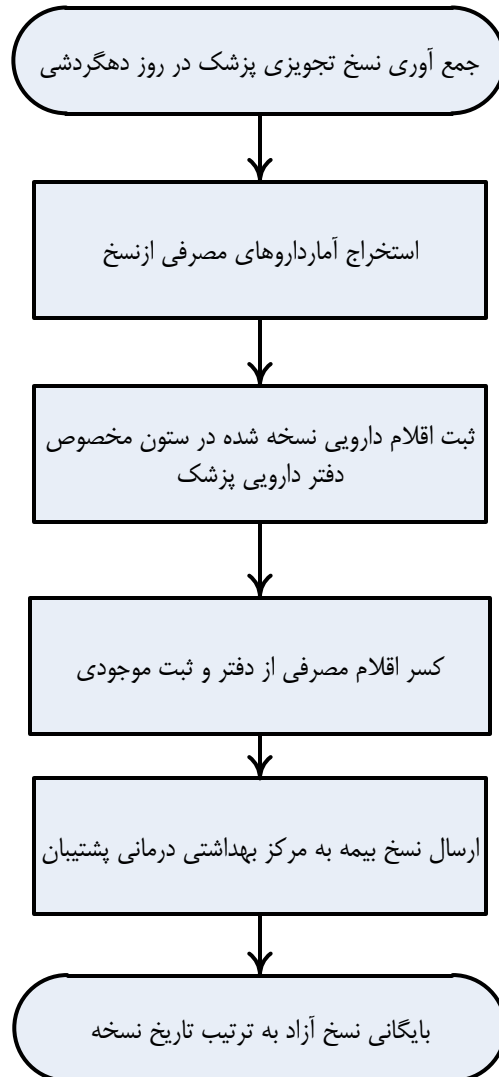 جمع آوری نسخ تجویزی پزشک در روز دهگردشی
استخراج آمارداروهای مصرفی ازنسخ
ثبت اقلام دارویی نسخه شده در ستون مخصوص
دفتر دارویی پزشک
کسر اقلام مصرفی از دفتر و ثبت موجودی
ارسال نسخ بیمه به مرکز بهداشتی درمانی پشتیبان
بایگانی نسخ آزاد به ترتیب تاریخ نسخه